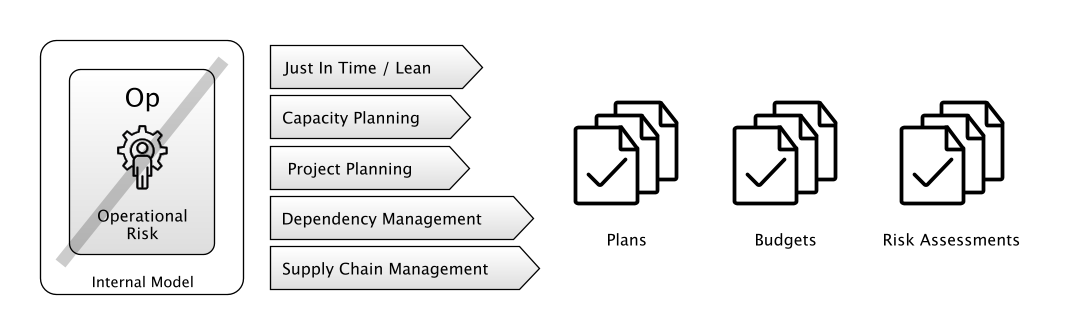 Op
Operational
Risk
Internal Model
Just In Time / Lean
Capacity Planning
Project Planning
Dependency Management
Supply Chain Management
Plans
Budgets
Risk Assessments